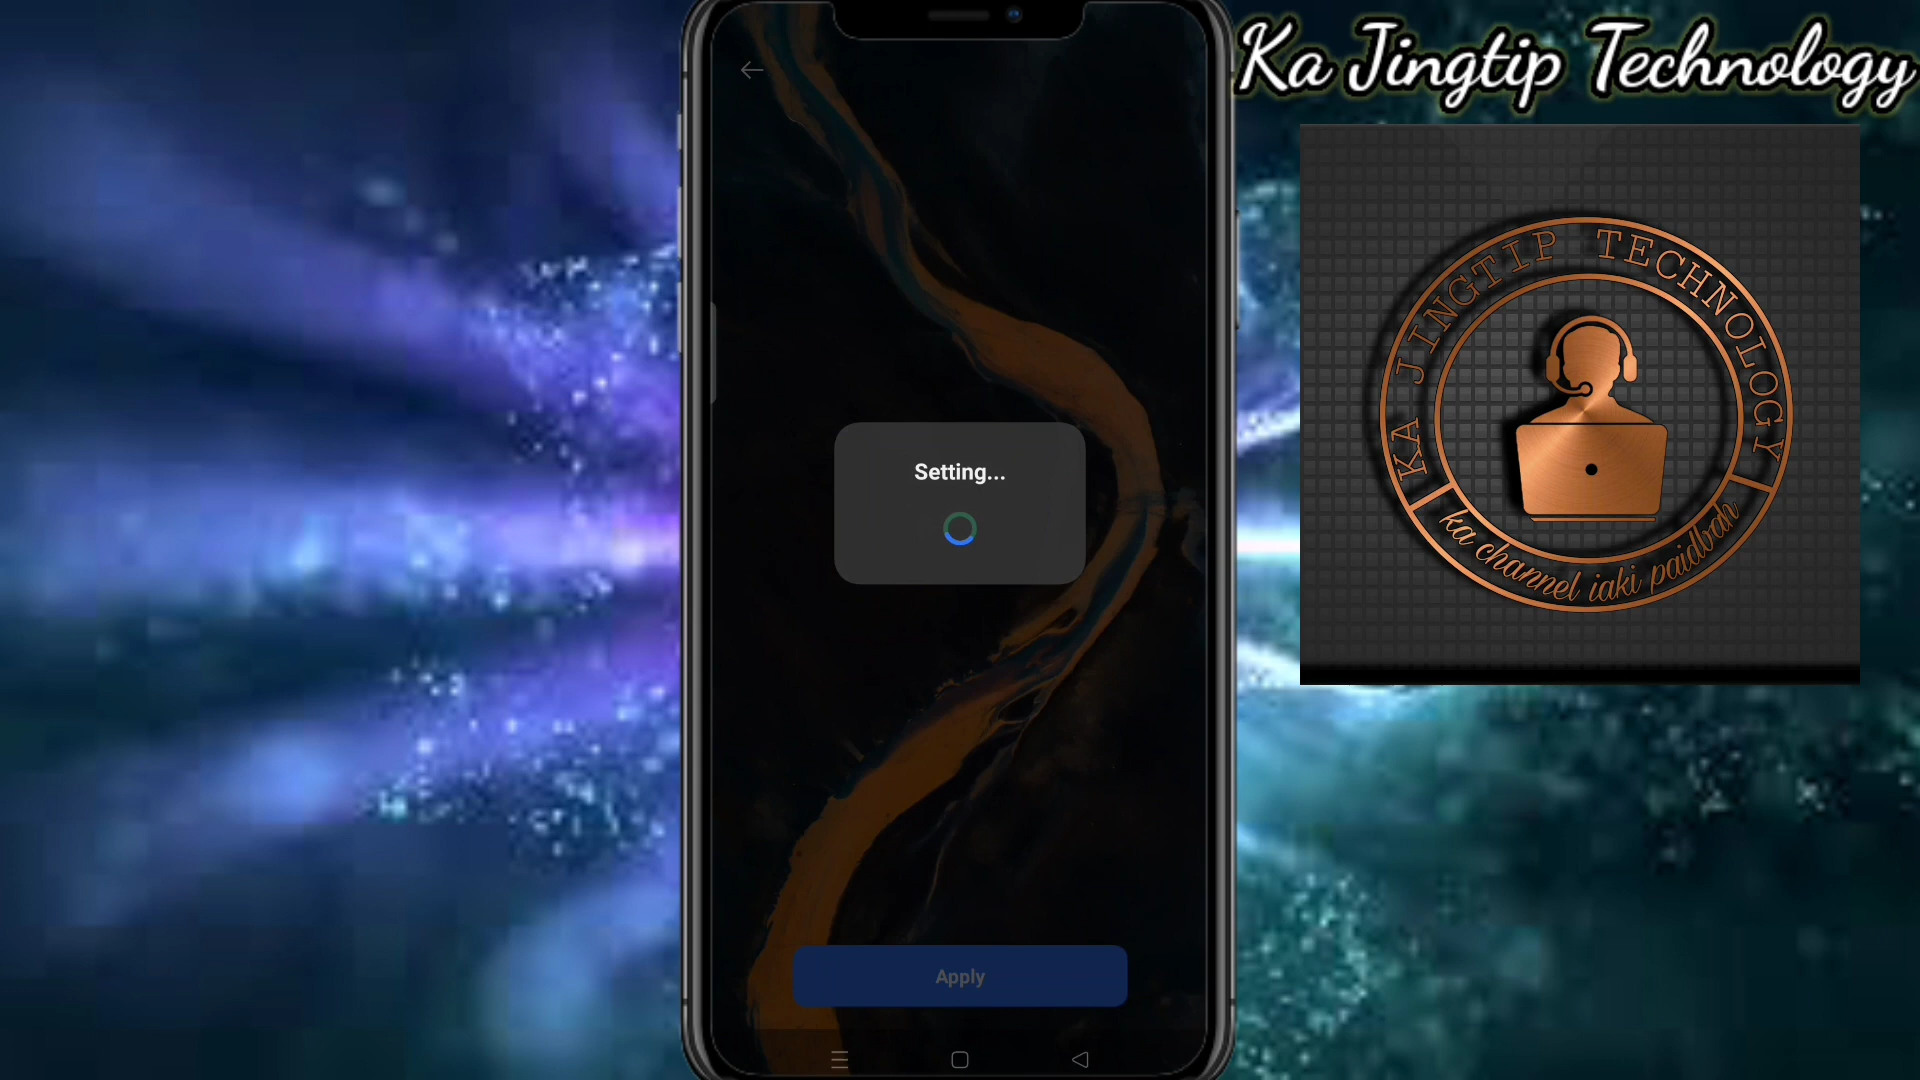 Ka Jingtip Technology
KA JINGTIP TECHNOLOGY
ka channel iaki paidbah
Setting...
Apply